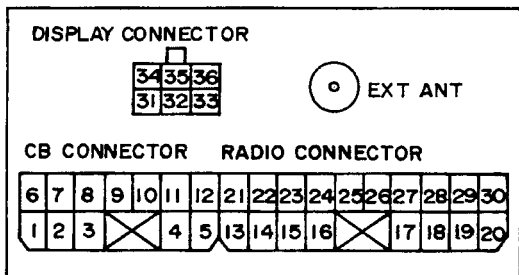 DISPLAY CONNECTOR
34 35 36
31 32 33
EXT ANT
CB CONNECTOR RADIO CONNECTOR
6 7 8 9 10 11 12 21 22 23 24 25 26 27 28 29 30
1 2 3 4 5 13 14 15 16 17 18 19 20